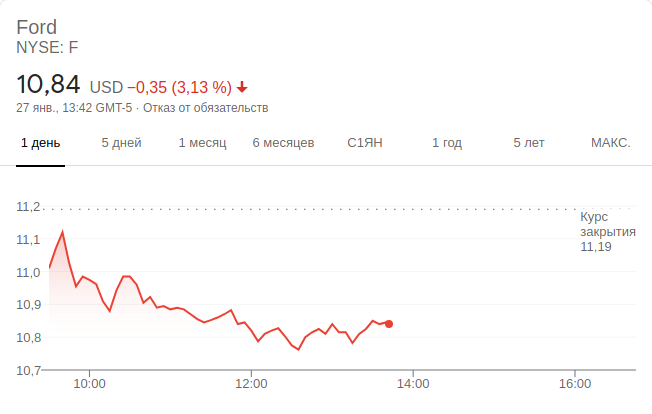 Ford
NYSE: F
10,84 USD −0,35 (3,13 %)
27 янв., 13:42 GMT-5 · Отказ от обязательств
1 день 5 дней 1 месяц 6 месяцев С1ЯН 1 год 5 лет МАКС.
11,2
Курс
закрытия
11,19
11,1
11,0
10,9
10,8
10,7
10:00 12:00 14:00 16:00